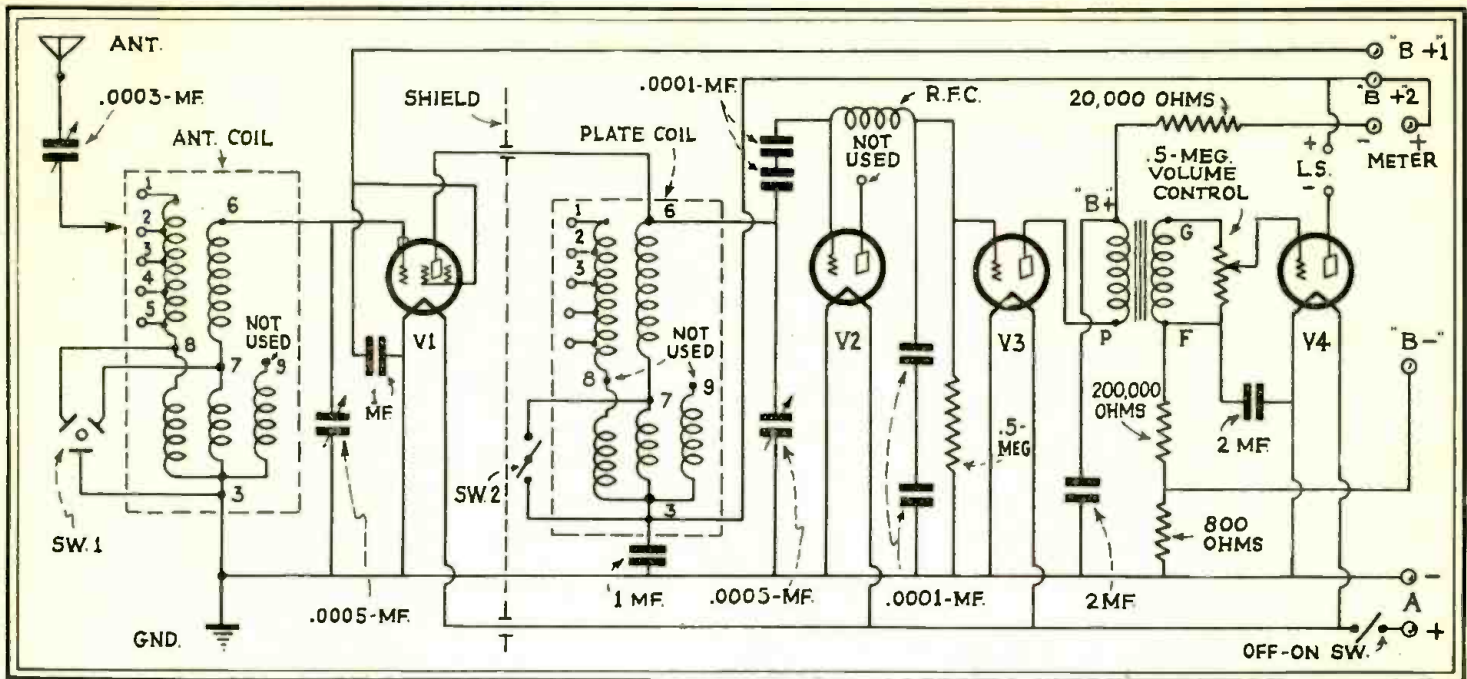 ANT.
.0003-MF.
ANT. COIL
1
2
3
4
5
6
8
7
NOT
USED
9
3
SW. 1
GND.
.0005-MF.
1
MF.
V1
SHIELD
PLATE COIL
1
2
3
6
NOT
USED
8
9
7
SW.2
3
1 MF.
.0001-MF.
R.F.C.
NOT
USED
V2
.0005-MF.
.0001-MF.
.5-
MEG
V3
"B+"
P
G
F
20,000 OHMS
.5-MEG.
VOLUME
CONTROL
200,000
OHMS
800
OHMS
2MF.
2 MF.
V4
+
L.S.
-
"B +"1
"B +"2
- +
METER
"B -"
-
A
+
OFF-ON SW.